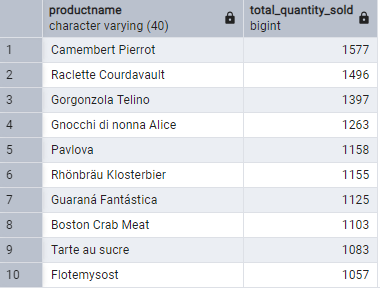 productname total_quantity_sold
character varying (40) bigint
1 Camembert Pierrot 1577
2 Raclette Courdavault 1496
3 Gorgonzola Telino 1397
4 Gnocchi di nonna Alice 1263
5 Pavlova 1158
6 Rhönbräu Klosterbier 1155
7 Guaraná Fantástica 1125
8 Boston Crab Meat 1103
9 Tarte au sucre 1083
10 Flotemysost 1057